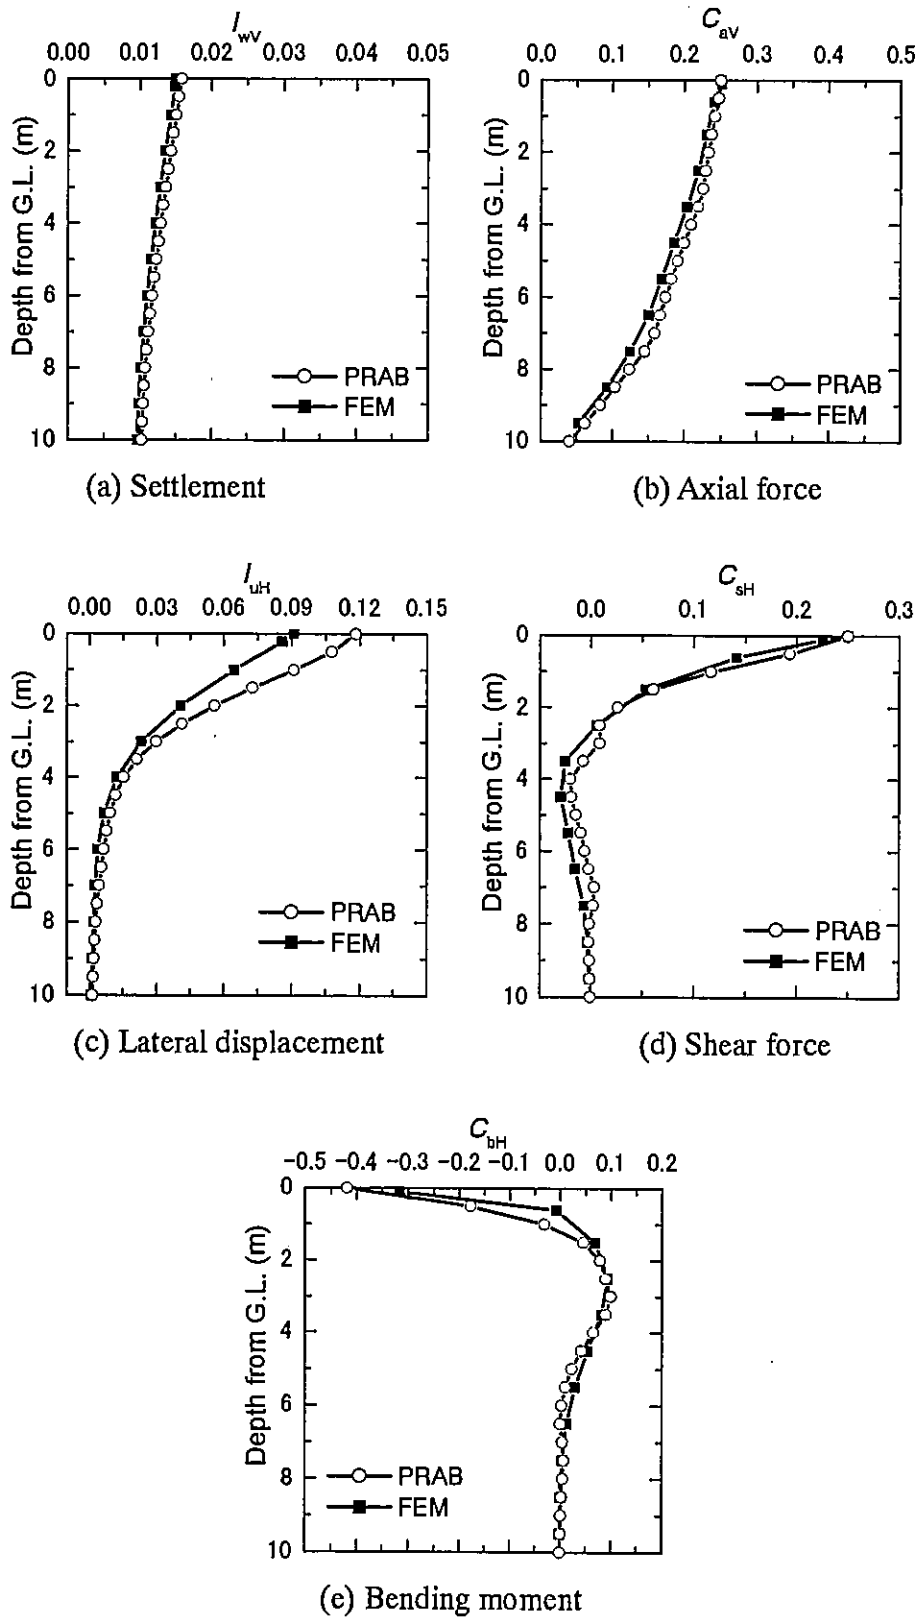 I_wV C_aV
0.00 0.01 0.02 0.03 0.04 0.05 0.0 0.1 0.2 0.3 0.4 0.5
0 0
2 2
4 4
6 6
8 8
10 10
Depth from G.L. (m) Depth from G.L. (m)
PRAB PRAB
FEM FEM
(a) Settlement (b) Axial force
I_uH C_sH
0.00 0.03 0.06 0.09 0.12 0.15 0.0 0.1 0.2 0.3
0 0
2 2
4 4
6 6
8 8
10 10
Depth from G.L. (m) Depth from G.L. (m)
PRAB PRAB
FEM FEM
(c) Lateral displacement (d) Shear force
C_bH
-0.5 -0.4 -0.3 -0.2 -0.1 0.0 0.1 0.2
0
2
4
6
8
10
Depth from G.L. (m)
PRAB
FEM
(e) Bending moment